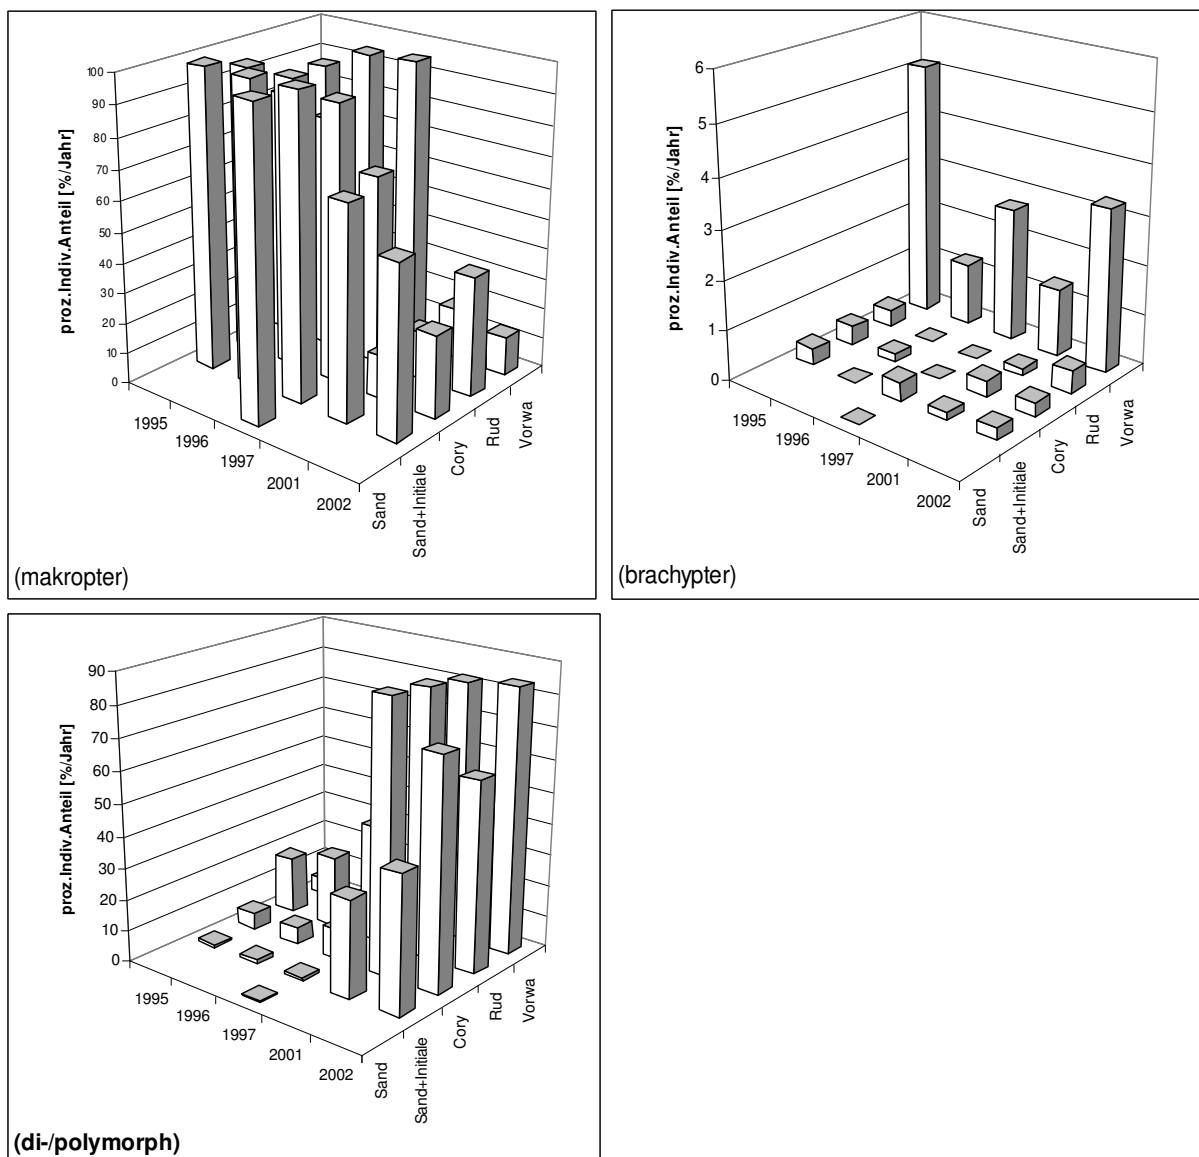 proz.Indiv.Anteil [%/Jahr]
100
90
80
70
60
50
40
30
20
10
0
1995
1996
1997
2001
2002
Sand
Sand+Initiale
Cory
Rud
Vorwa
(makropter)
proz.Indiv.Anteil [%/Jahr]
6
5
4
3
2
1
0
1995
1996
1997
2001
2002
Sand
Sand+Initiale
Cory
Rud
Vorwa
(brachypter)
proz.Indiv.Anteil [%/Jahr]
90
80
70
60
50
40
30
20
10
0
1995
1996
1997
2001
2002
Sand
Sand+Initiale
Cory
Rud
Vorwa
(di-/polymorph)